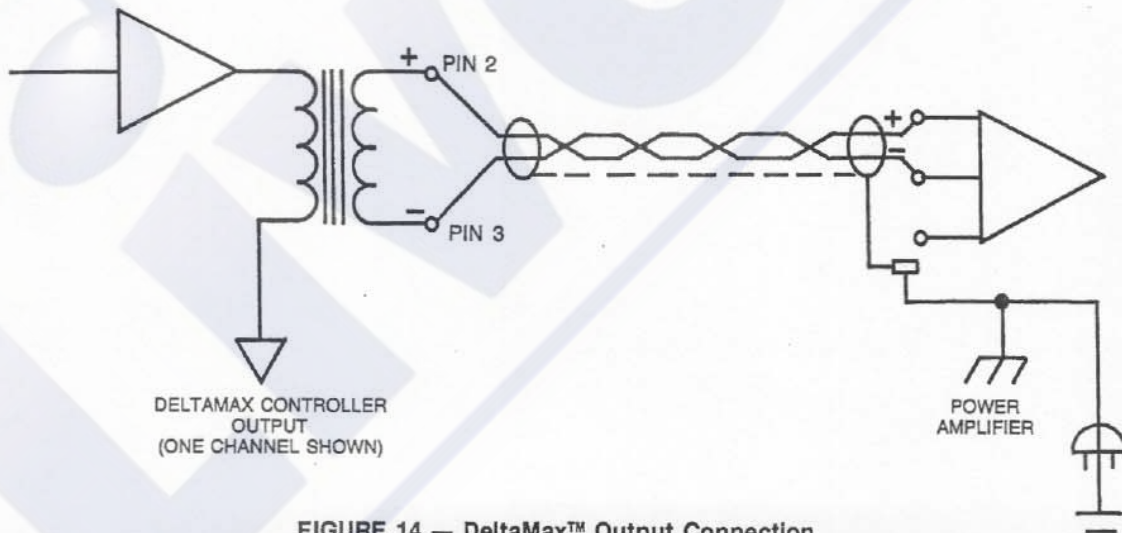 +
PIN 2
-
PIN 3
+
-
DELTAMAX CONTROLLER
OUTPUT
(ONE CHANNEL SHOWN)
POWER
AMPLIFIER
FIGURE 14 — DeltaMax™ Output Connection